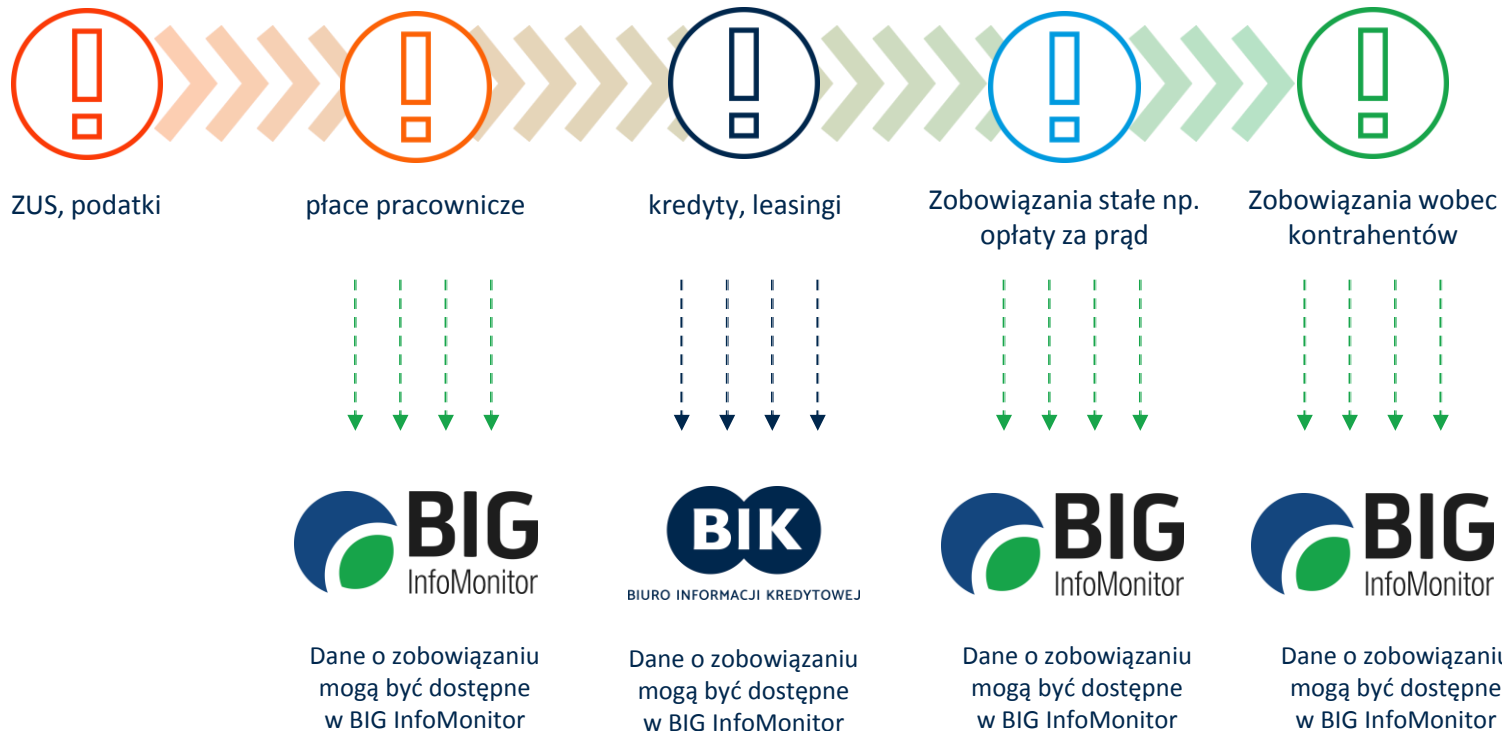 ZUS, podatki
płace pracownicze
kredyty, leasingi
Zobowiązania stałe np.
opłaty za prąd
Zobowiązania wobec
kontrahentów
BIG
InfoMonitor
BIK
BIURO INFORMACJI KREDYTOWEJ
BIG
InfoMonitor
BIG
InfoMonitor
Dane o zobowiązaniu
mogą być dostępne
w BIG InfoMonitor
Dane o zobowiązaniu
mogą być dostępne
w BIG InfoMonitor
Dane o zobowiązaniu
mogą być dostępne
w BIG InfoMonitor
Dane o zobowiązaniu
mogą być dostępne
w BIG InfoMonitor